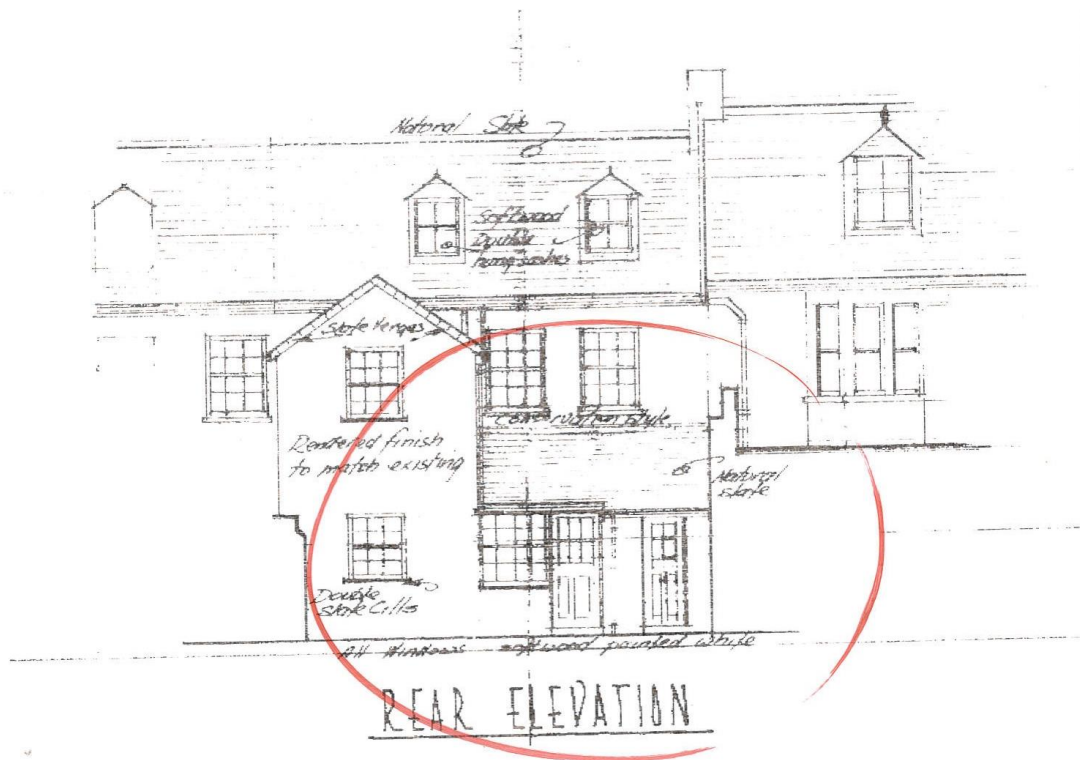 Natural Slate
Softwood
Double
hung sashes
Slate Verges
Rendered finish
to match existing
Natural
slate
Double
slate Cills
All Windows softwood painted white
REAR ELEVATION